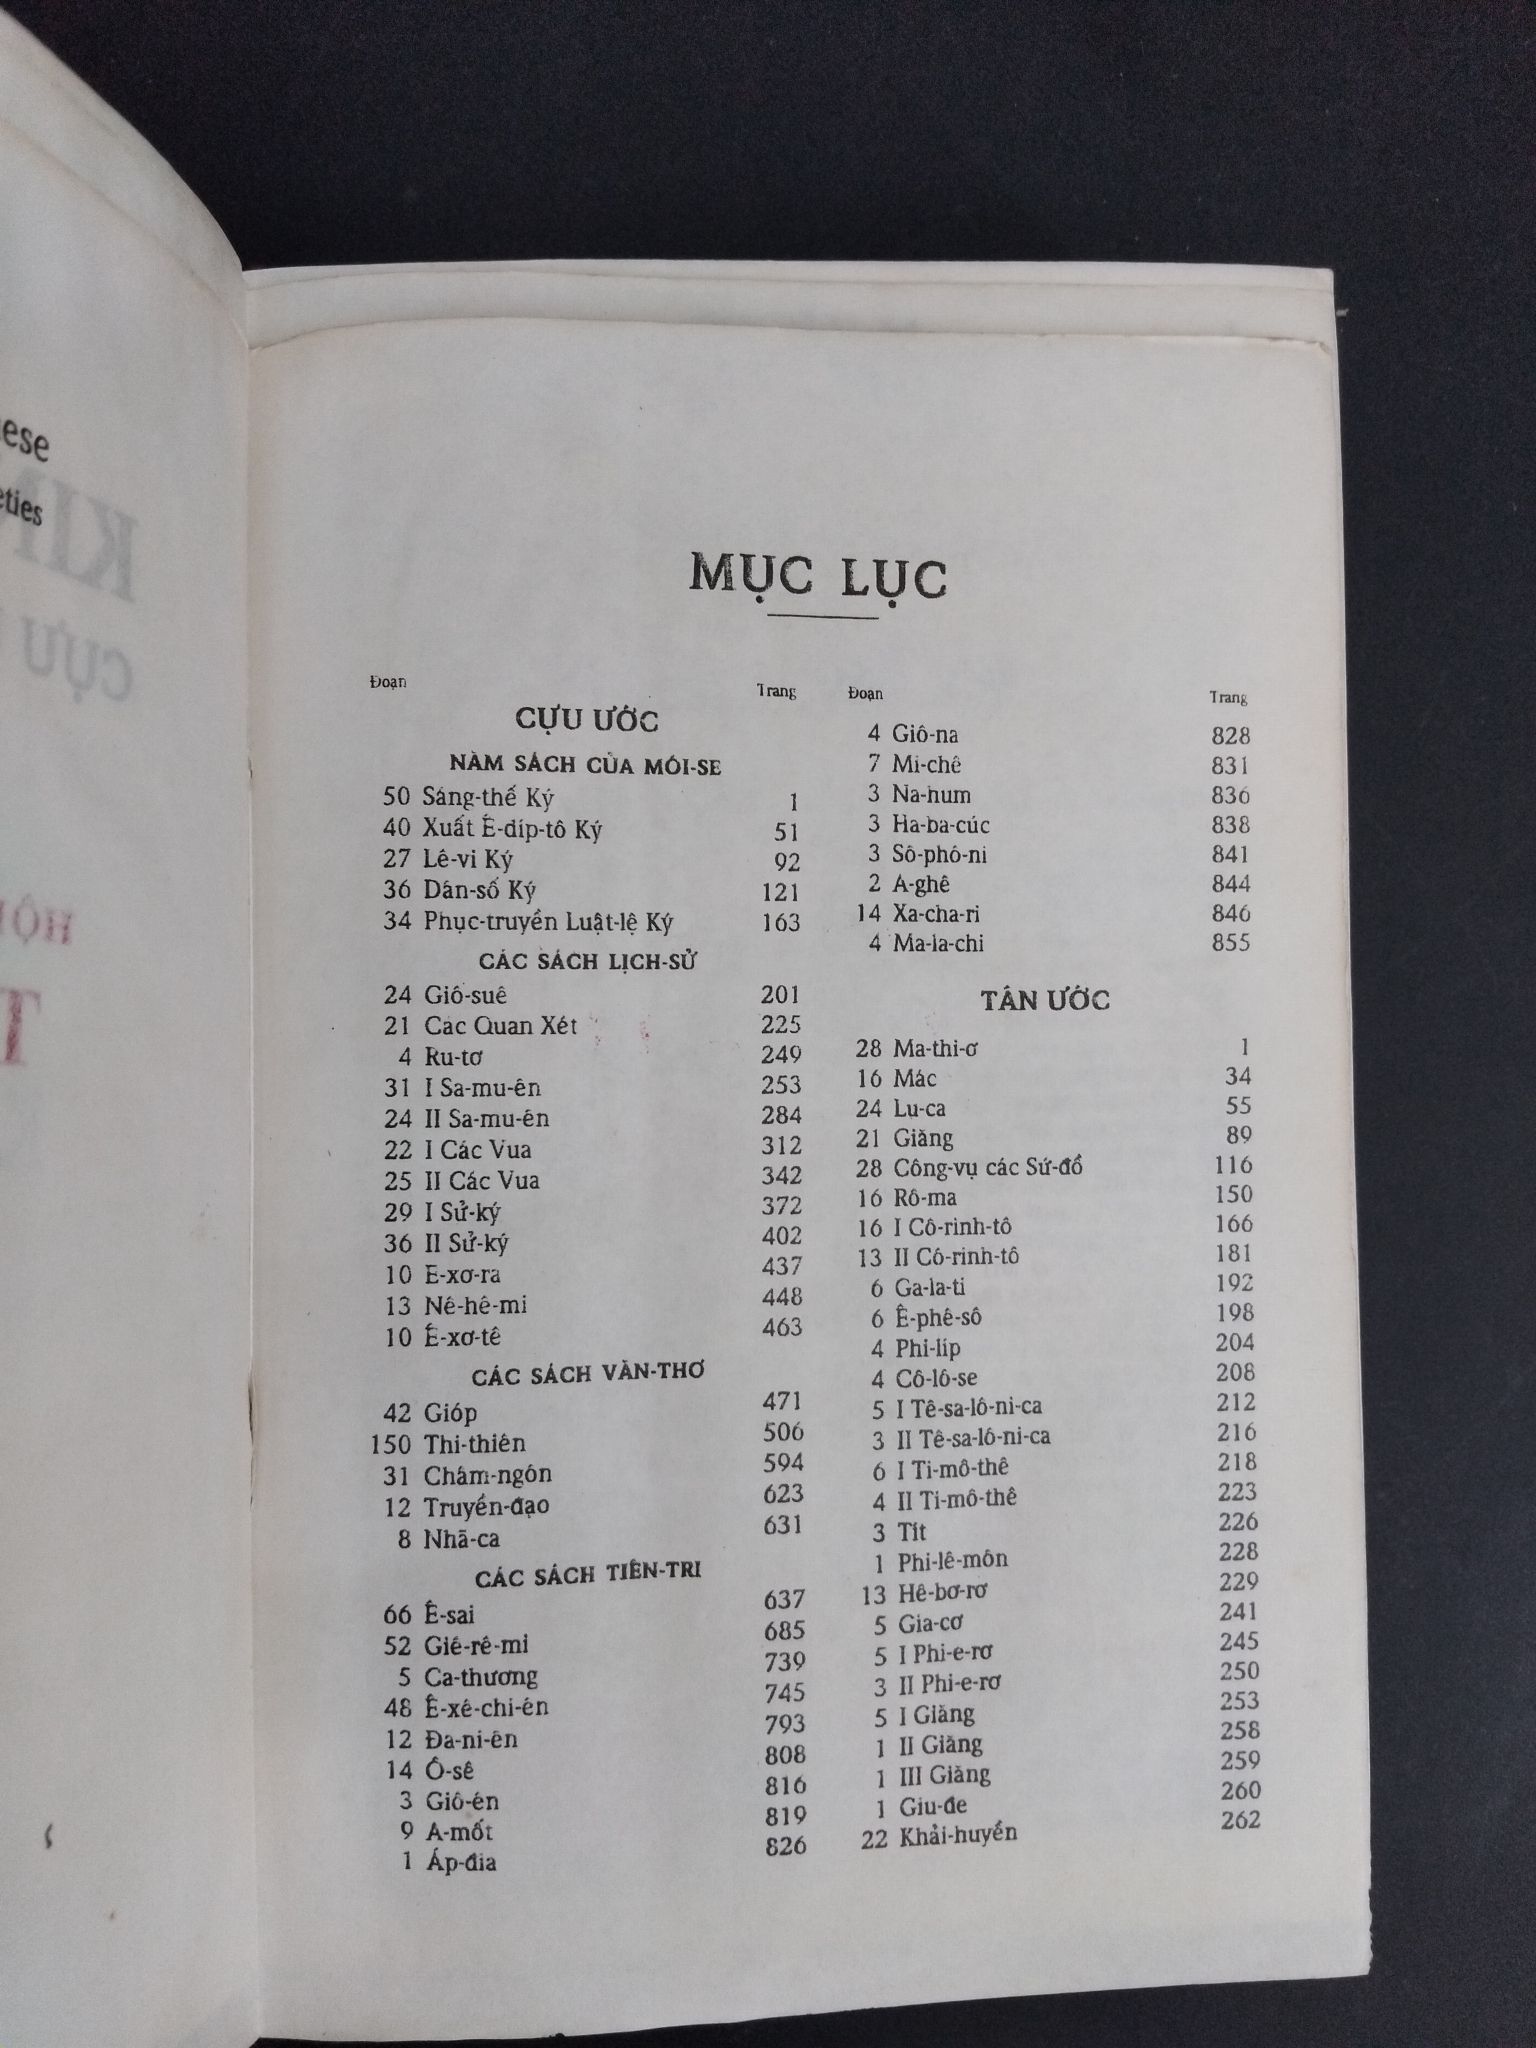 ese
eties
MỤC LỤC
Đoạn Trang
CỰU ƯỚC
NĂM SÁCH CỦA MÔI-SE
50 Sáng-thế Ký 1
40 Xuất Ê-díp-tô Ký 51
27 Lê-vi Ký 92
36 Dân-số Ký 121
34 Phục-truyền Luật-lệ Ký 163
CÁC SÁCH LỊCH-SỬ
24 Giô-suê 201
21 Các Quan Xét 225
4 Ru-tơ 249
31 I Sa-mu-ên 253
24 II Sa-mu-ên 284
22 I Các Vua 312
25 II Các Vua 342
29 I Sử-ký 372
36 II Sử-ký 402
10 E-xơ-ra 437
13 Nê-hê-mi 448
10 Ê-xơ-tê 463
CÁC SÁCH VĂN-THƠ
42 Gióp 471
150 Thi-thiên 506
31 Châm-ngôn 594
12 Truyền-đạo 623
8 Nhã-ca 631
CÁC SÁCH TIÊN-TRI
66 Ê-sai 637
52 Giê-rê-mi 685
5 Ca-thương 739
48 Ê-xê-chi-ên 745
12 Đa-ni-ên 793
14 Ô-sê 808
3 Giô-ên 816
9 A-mốt 819
1 Áp-đia 826
Đoạn Trang
4 Giô-na 828
7 Mi-chê 831
3 Na-hum 836
3 Ha-ba-cúc 838
3 Sô-phô-ni 841
2 A-ghê 844
14 Xa-cha-ri 846
4 Ma-la-chi 855
TÂN ƯỚC
28 Ma-thi-ơ 1
16 Mác 34
24 Lu-ca 55
21 Giăng 89
28 Công-vụ các Sứ-đồ 116
16 Rô-ma 150
16 I Cô-rinh-tô 166
13 II Cô-rinh-tô 181
6 Ga-la-ti 192
6 Ê-phê-sô 198
4 Phi-líp 204
4 Cô-lô-se 208
5 I Tê-sa-lô-ni-ca 212
3 II Tê-sa-lô-ni-ca 216
6 I Ti-mô-thê 218
4 II Ti-mô-thê 223
3 Tít 226
1 Phi-lê-môn 228
13 Hê-bơ-rơ 229
5 Gia-cơ 241
5 I Phi-e-rơ 245
3 II Phi-e-rơ 250
5 I Giăng 253
1 II Giăng 258
1 III Giăng 259
1 Giu-đe 260
22 Khải-huyền 262